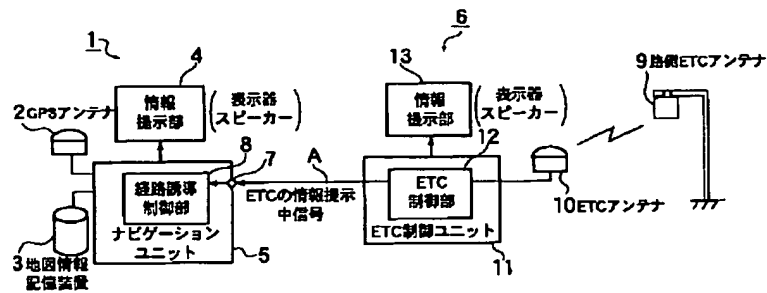 1
4
6
13
9 路側ETCアンテナ
情報
提示部
表示器
スピーカー
情報
提示部
表示器
スピーカー
2 GPSアンテナ
8
7
A
12
経路誘導
制御部
ETCの情報提示
中信号
ETC
制御部
10 ETCアンテナ
ナビゲーション
ユニット
5
ETC制御ユニット
11
3 地図情報
記憶装置